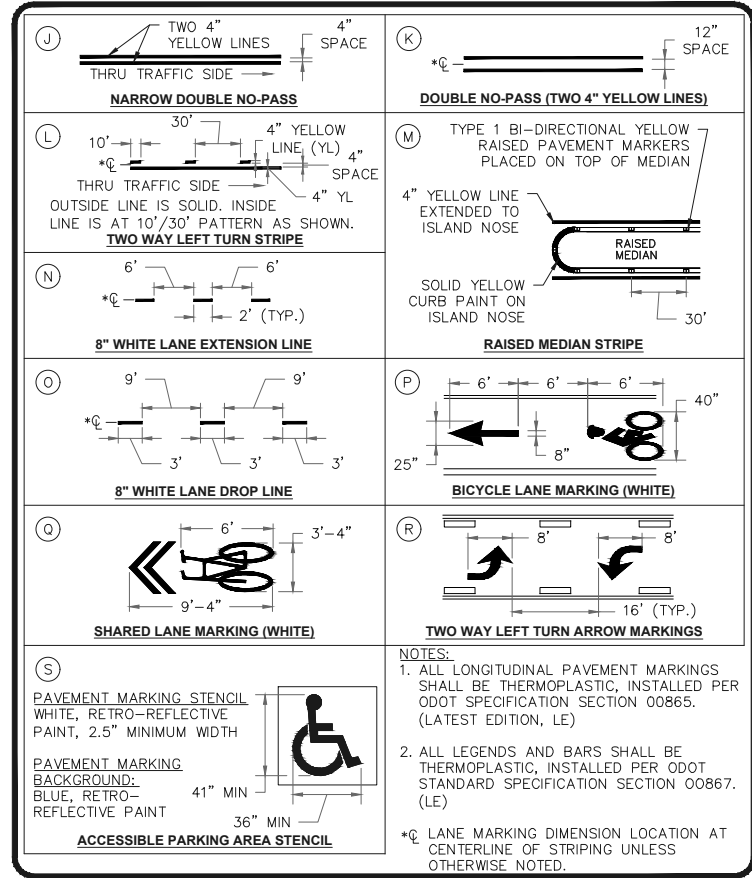 J
TWO 4"
YELLOW LINES
4"
SPACE
THRU TRAFFIC SIDE
NARROW DOUBLE NO-PASS
K
*℄
12"
SPACE
DOUBLE NO-PASS (TWO 4" YELLOW LINES)
L
30'
10'
4" YELLOW
LINE (YL)
4"
SPACE
*℄
THRU TRAFFIC SIDE
4" YL
OUTSIDE LINE IS SOLID. INSIDE
LINE IS AT 10'/30' PATTERN AS SHOWN.
TWO WAY LEFT TURN STRIPE
M
TYPE 1 BI-DIRECTIONAL YELLOW
RAISED PAVEMENT MARKERS
PLACED ON TOP OF MEDIAN
4" YELLOW LINE
EXTENDED TO
ISLAND NOSE
RAISED
MEDIAN
SOLID YELLOW
CURB PAINT ON
ISLAND NOSE
30'
RAISED MEDIAN STRIPE
N
6'
6'
*℄
2' (TYP.)
8" WHITE LANE EXTENSION LINE
O
9'
9'
*℄
3'
3'
3'
8" WHITE LANE DROP LINE
P
6'
6'
6'
40"
25"
8"
BICYCLE LANE MARKING (WHITE)
Q
6'
3'-4"
9'-4"
SHARED LANE MARKING (WHITE)
R
8'
8'
16' (TYP.)
TWO WAY LEFT TURN ARROW MARKINGS
S
PAVEMENT MARKING STENCIL
WHITE, RETRO-REFLECTIVE
PAINT, 2.5" MINIMUM WIDTH
PAVEMENT MARKING
BACKGROUND:
BLUE, RETRO-
REFLECTIVE PAINT
41" MIN
36" MIN
ACCESSIBLE PARKING AREA STENCIL
NOTES:
1. ALL LONGITUDINAL PAVEMENT MARKINGS
SHALL BE THERMOPLASTIC, INSTALLED PER
ODOT SPECIFICATION SECTION 00865.
(LATEST EDITION, LE)
2. ALL LEGENDS AND BARS SHALL BE
THERMOPLASTIC, INSTALLED PER ODOT
STANDARD SPECIFICATION SECTION 00867.
(LE)
*℄ LANE MARKING DIMENSION LOCATION AT
CENTERLINE OF STRIPING UNLESS
OTHERWISE NOTED.